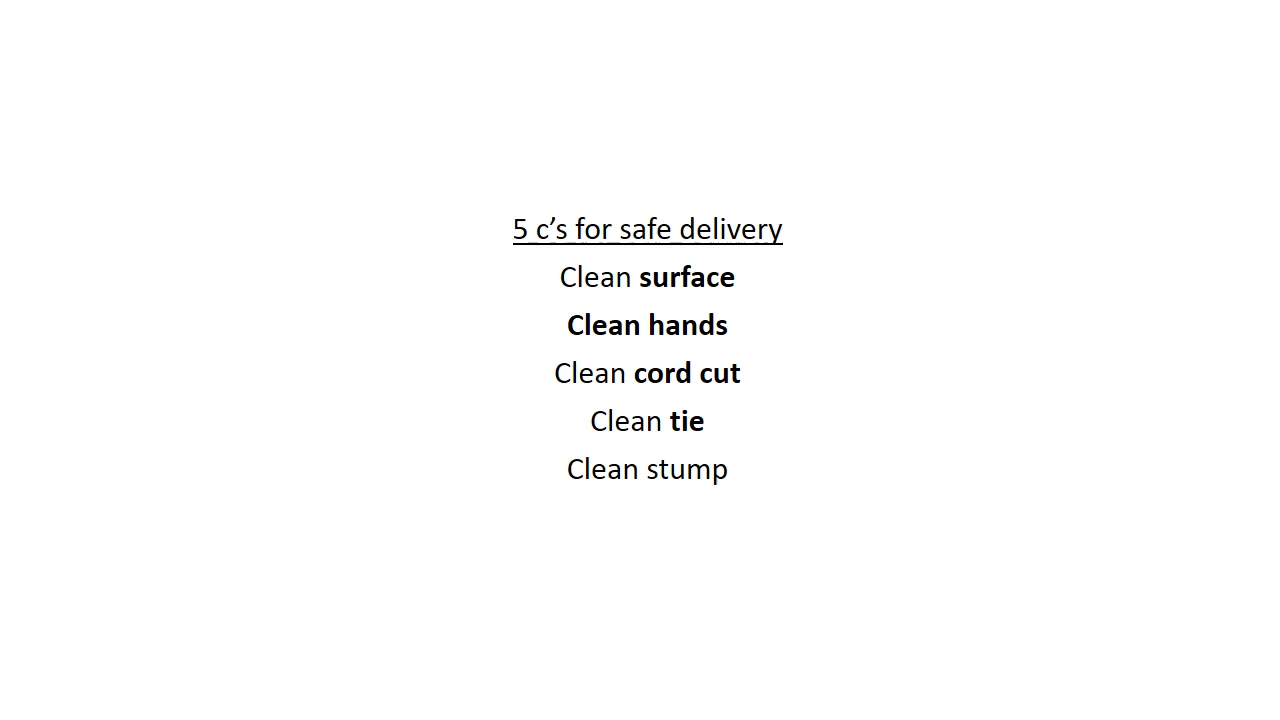 5 c’s for safe delivery
Clean surface
Clean hands
Clean cord cut
Clean tie
Clean stump